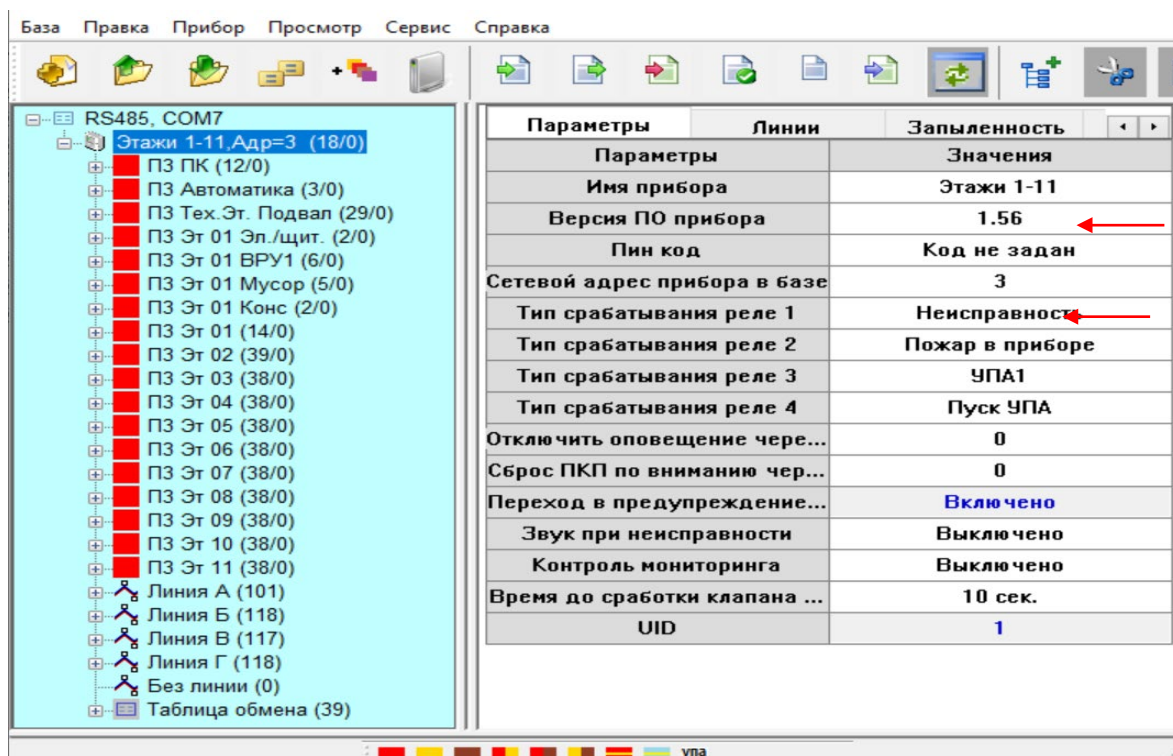 База Правка Прибор Просмотр Сервис Справка
RS485, COM7
Этажи 1-11,Адр=3 (18/0)
ПЗ ПК (12/0)
ПЗ Автоматика (3/0)
ПЗ Тех.Эт. Подвал (29/0)
ПЗ Эт 01 Эл./щит. (2/0)
ПЗ Эт 01 ВРУ1 (6/0)
ПЗ Эт 01 Мусор (5/0)
ПЗ Эт 01 Конс (2/0)
ПЗ Эт 01 (14/0)
ПЗ Эт 02 (39/0)
ПЗ Эт 03 (38/0)
ПЗ Эт 04 (38/0)
ПЗ Эт 05 (38/0)
ПЗ Эт 06 (38/0)
ПЗ Эт 07 (38/0)
ПЗ Эт 08 (38/0)
ПЗ Эт 09 (38/0)
ПЗ Эт 10 (38/0)
ПЗ Эт 11 (38/0)
Линия А (101)
Линия Б (118)
Линия В (117)
Линия Г (118)
Без линии (0)
Таблица обмена (39)
Параметры Линии Запыленность
Параметры Значения
Имя прибора Этажи 1-11
Версия ПО прибора 1.56
Пин код Код не задан
Сетевой адрес прибора в базе 3
Тип срабатывания реле 1 Неисправность
Тип срабатывания реле 2 Пожар в приборе
Тип срабатывания реле 3 УПА1
Тип срабатывания реле 4 Пуск УПА
Отключить оповещение чере... 0
Сброс ПКП по вниманию чер... 0
Переход в предупреждение... Включено
Звук при неисправности Выключено
Контроль мониторинга Выключено
Время до сработки клапана ... 10 сек.
UID 1
упа